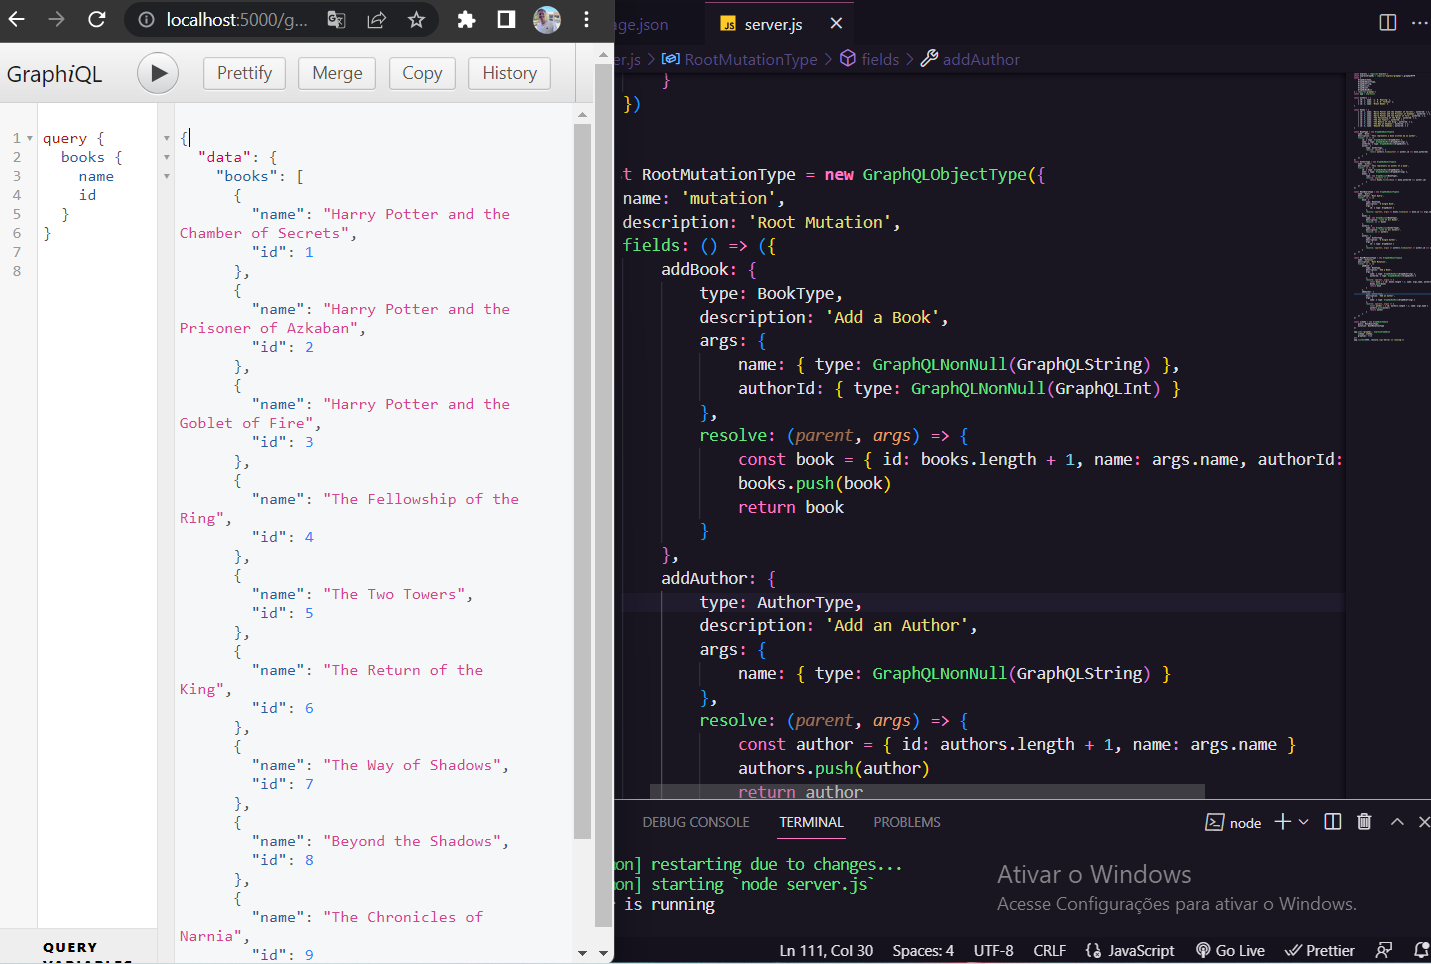 localhost:5000/g...
GraphiQL
Prettify
Merge
Copy
History
1 query {
2 books {
3 name
4 id
5 }
6 }
7
8
{
"data": {
"books": [
{
"name": "Harry Potter and the
Chamber of Secrets",
"id": 1
},
{
"name": "Harry Potter and the
Prisoner of Azkaban",
"id": 2
},
{
"name": "Harry Potter and the
Goblet of Fire",
"id": 3
},
{
"name": "The Fellowship of the
Ring",
"id": 4
},
{
"name": "The Two Towers",
"id": 5
},
{
"name": "The Return of the
King",
"id": 6
},
{
"name": "The Way of Shadows",
"id": 7
},
{
"name": "Beyond the Shadows",
"id": 8
},
{
"name": "The Chronicles of
Narnia",
"id": 9
QUERY
VARIABLES
age.json
JS server.js
er.js > RootMutationType > fields > addAuthor
}
})
t RootMutationType = new GraphQLObjectType({
name: 'mutation',
description: 'Root Mutation',
fields: () => ({
addBook: {
type: BookType,
description: 'Add a Book',
args: {
name: { type: GraphQLNonNull(GraphQLString) },
authorId: { type: GraphQLNonNull(GraphQLInt) }
},
resolve: (parent, args) => {
const book = { id: books.length + 1, name: args.name, authorId:
books.push(book)
return book
}
},
addAuthor: {
type: AuthorType,
description: 'Add an Author',
args: {
name: { type: GraphQLNonNull(GraphQLString) }
},
resolve: (parent, args) => {
const author = { id: authors.length + 1, name: args.name }
authors.push(author)
return author
DEBUG CONSOLE
TERMINAL
PROBLEMS
node
on] restarting due to changes...
on] starting `node server.js`
r is running
Ativar o Windows
Acesse Configurações para ativar o Windows.
Ln 111, Col 30
Spaces: 4
UTF-8
CRLF
JavaScript
Go Live
Prettier